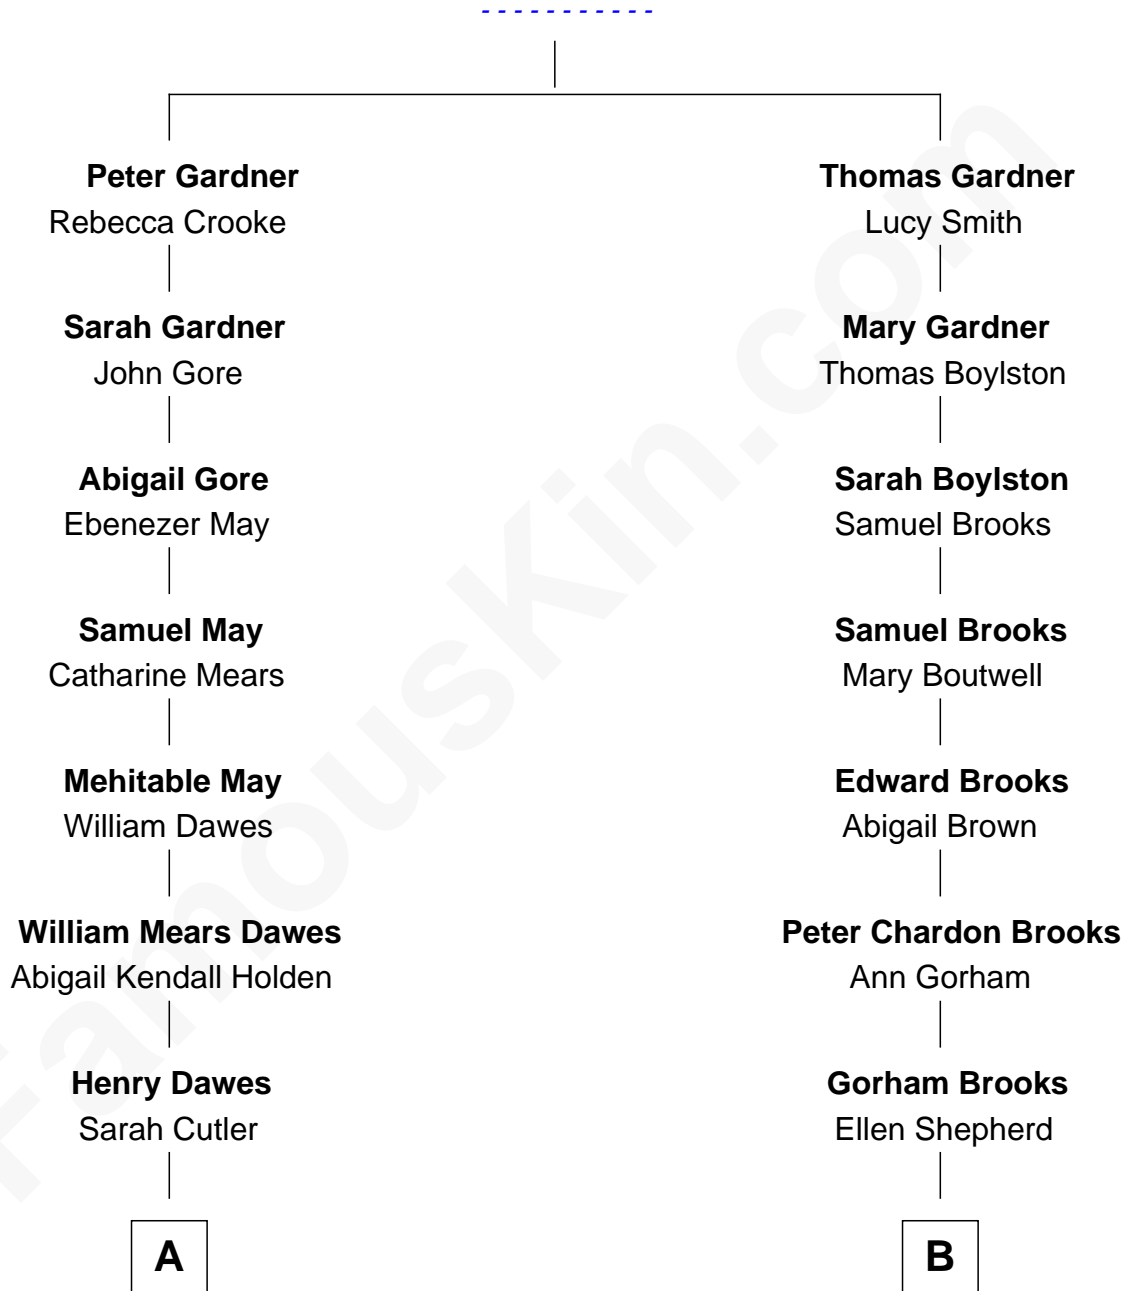 - - - - - - - - - - -
Peter Gardner
Rebecca Crooke
Thomas Gardner
Lucy Smith
Sarah Gardner
John Gore
Mary Gardner
Thomas Boylston
Abigail Gore
Ebenezer May
Sarah Boylston
Samuel Brooks
Samuel May
Catharine Mears
Samuel Brooks
Mary Boutwell
Mehitable May
William Dawes
Edward Brooks
Abigail Brown
William Mears Dawes
Abigail Kendall Holden
Peter Chardon Brooks
Ann Gorham
Henry Dawes
Sarah Cutler
Gorham Brooks
Ellen Shepherd
A
B
FamousKin.com